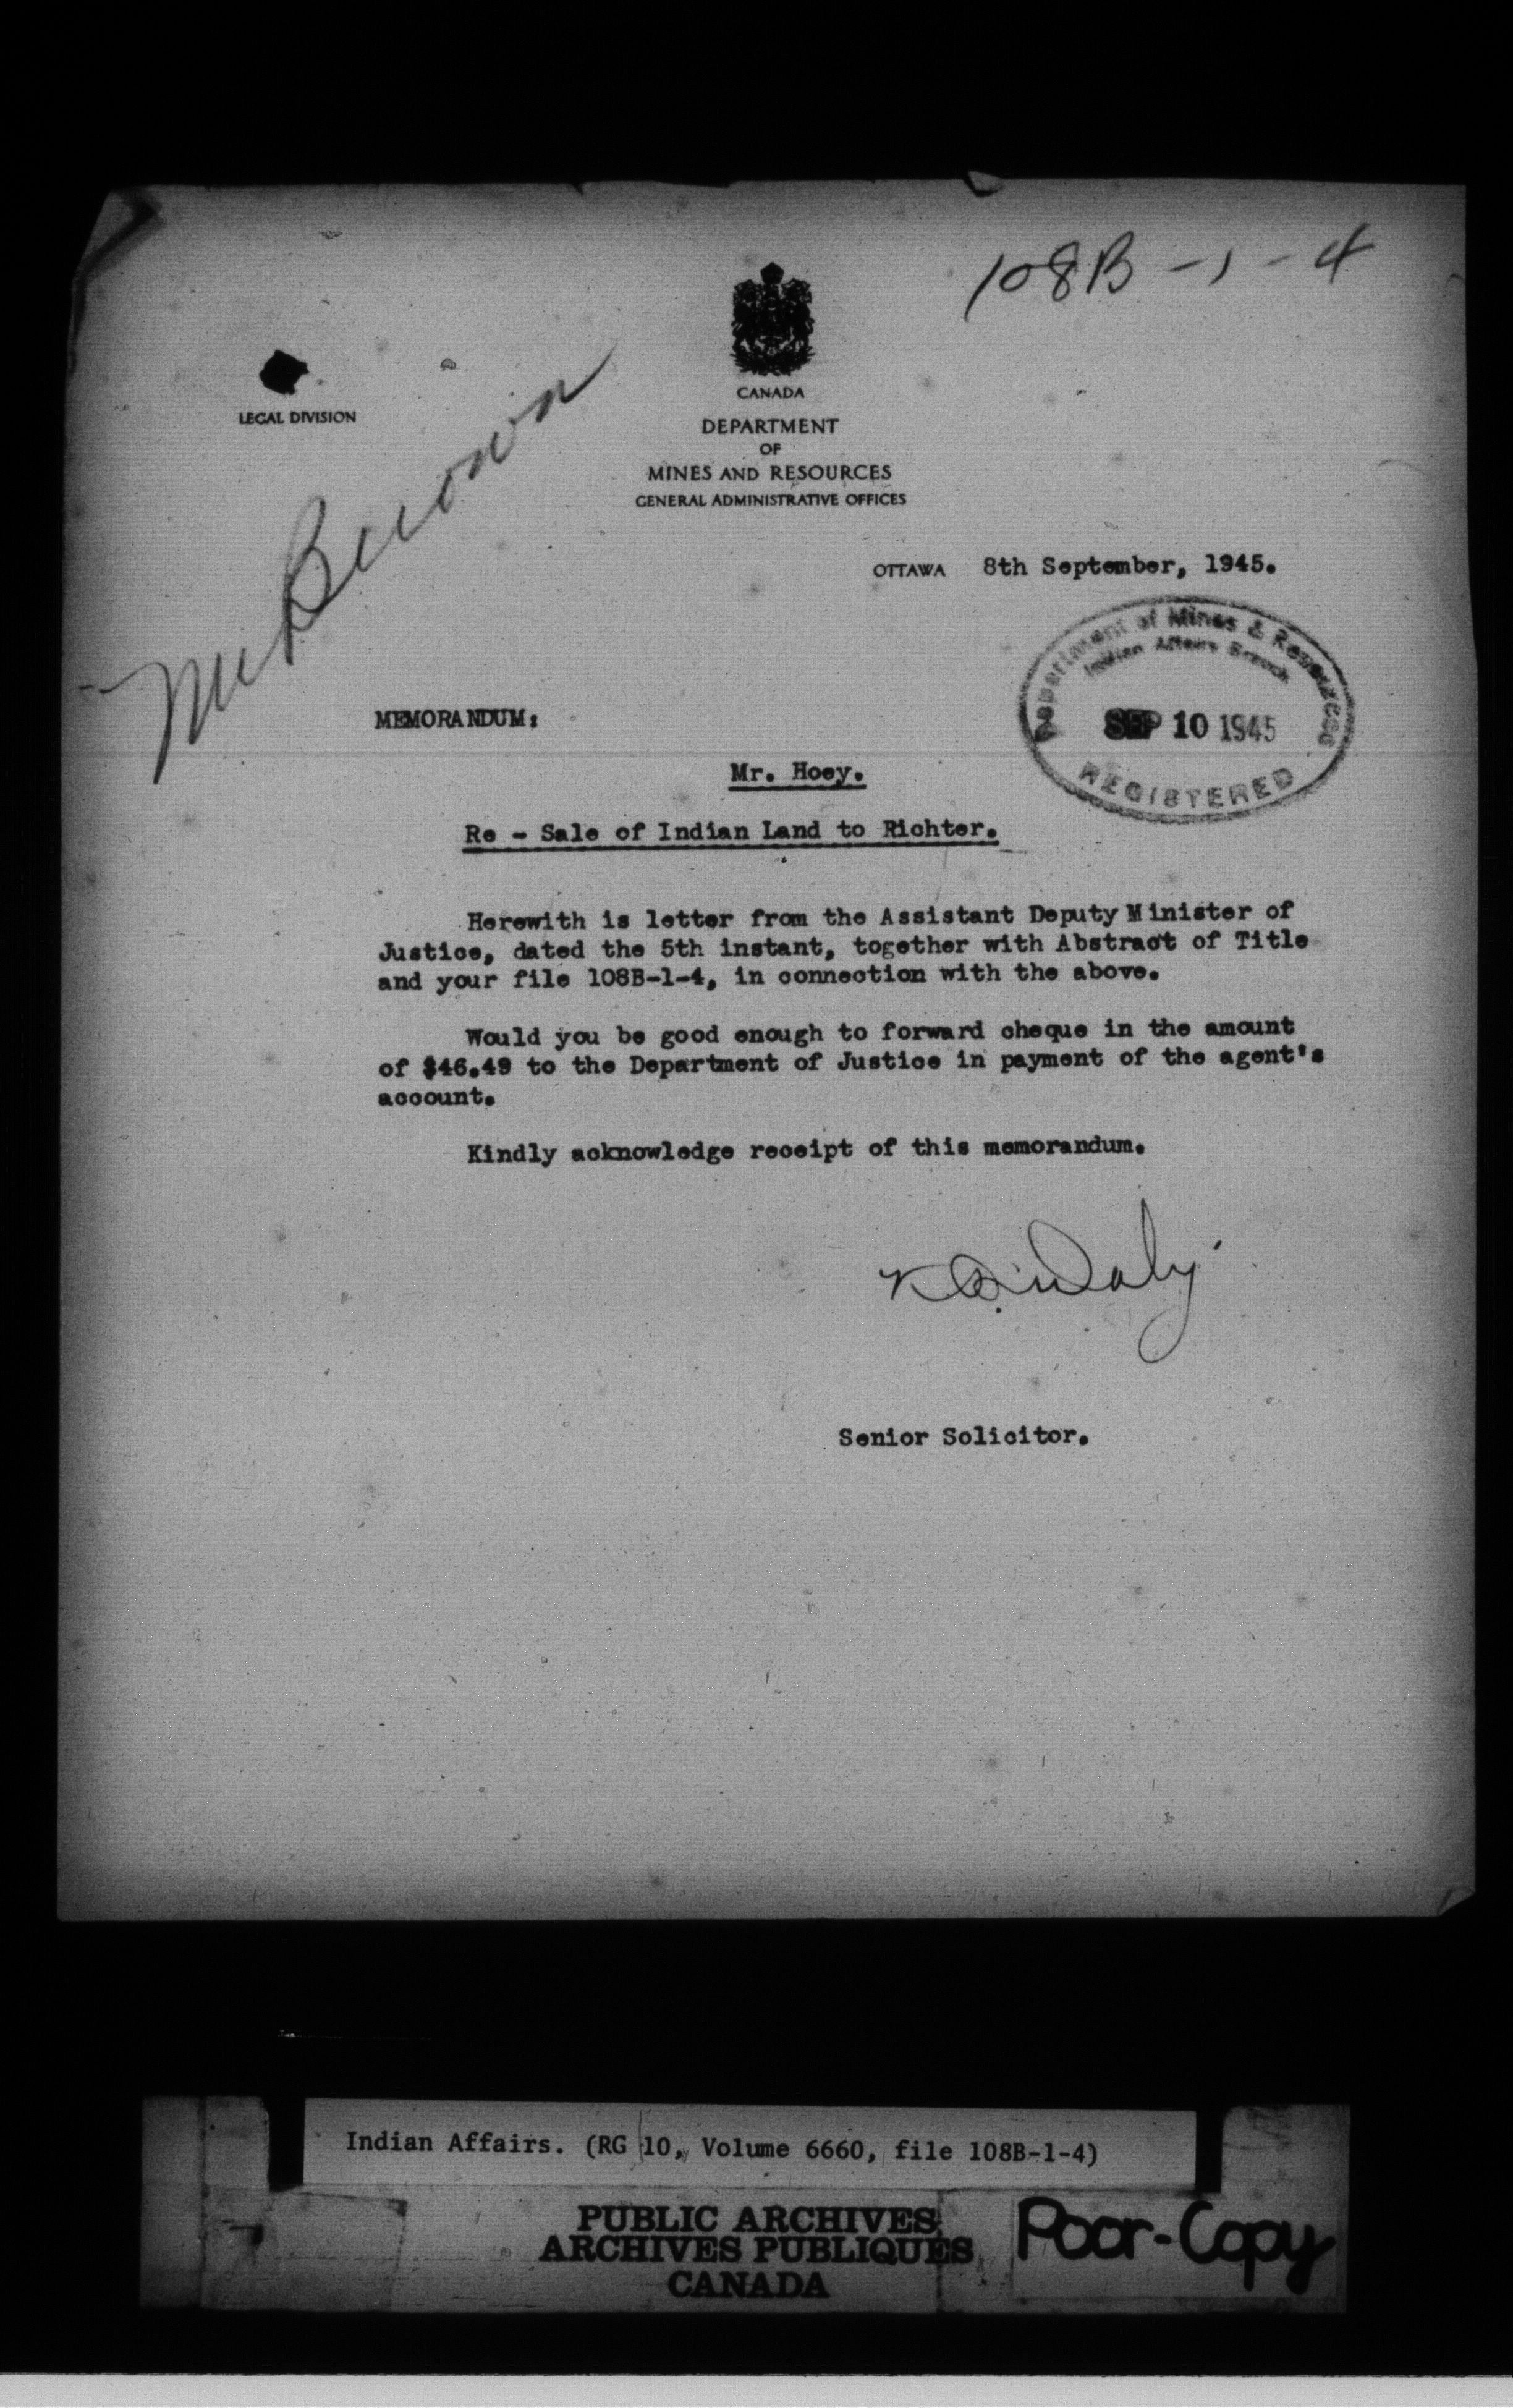 108B-1-4
CANADA
LEGAL DIVISION
DEPARTMENT
OF
MINES AND RESOURCES
GENERAL ADMINISTRATIVE OFFICES
Mr Brown
OTTAWA 8th September, 1945.
Department of Mines & Resources
Indian Affairs Branch
SEP 10 1945
REGISTERED
MEMORANDUM:
Mr. Hoey.
Re - Sale of Indian Land to Richter.
Herewith is letter from the Assistant Deputy Minister of
Justice, dated the 5th instant, together with Abstract of Title
and your file 108B-1-4, in connection with the above.
Would you be good enough to forward cheque in the amount
of $46.49 to the Department of Justice in payment of the agent's
account.
Kindly acknowledge receipt of this memorandum.
Daly
Senior Solicitor.
Indian Affairs. (RG 10, Volume 6660, file 108B-1-4)
PUBLIC ARCHIVES
ARCHIVES PUBLIQUES
CANADA
Poor-Copy